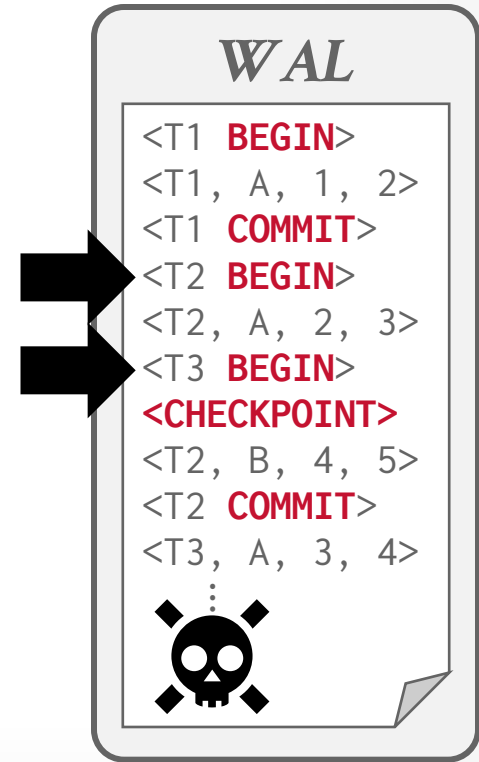 WAL
<T1 BEGIN>
<T1, A, 1, 2>
<T1 COMMIT>
<T2 BEGIN>
<T2, A, 2, 3>
<T3 BEGIN>
<CHECKPOINT>
<T2, B, 4, 5>
<T2 COMMIT>
<T3, A, 3, 4>
⋮